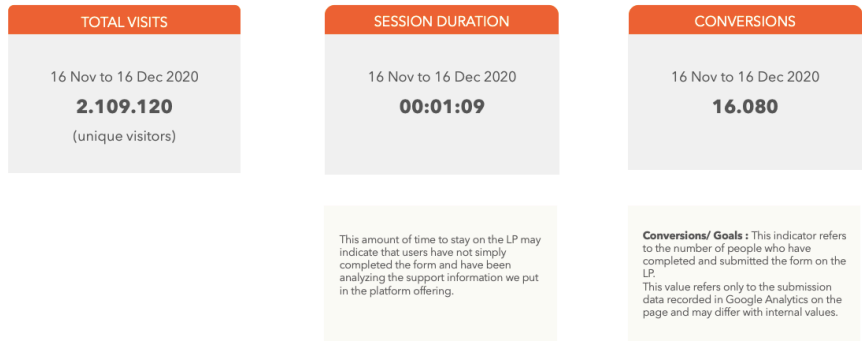 TOTAL VISITS
16 Nov to 16 Dec 2020
2.109.120
(unique visitors)
SESSION DURATION
16 Nov to 16 Dec 2020
00:01:09
This amount of time to stay on the LP may
indicate that users have not simply
completed the form and have been
analyzing the support information we put
in the platform offering.
CONVERSIONS
16 Nov to 16 Dec 2020
16.080
Conversions/ Goals : This indicator refers
to the number of people who have
completed and submitted the form on the
LP.
This value refers only to the submission
data recorded in Google Analytics on the
page and may differ with internal values.